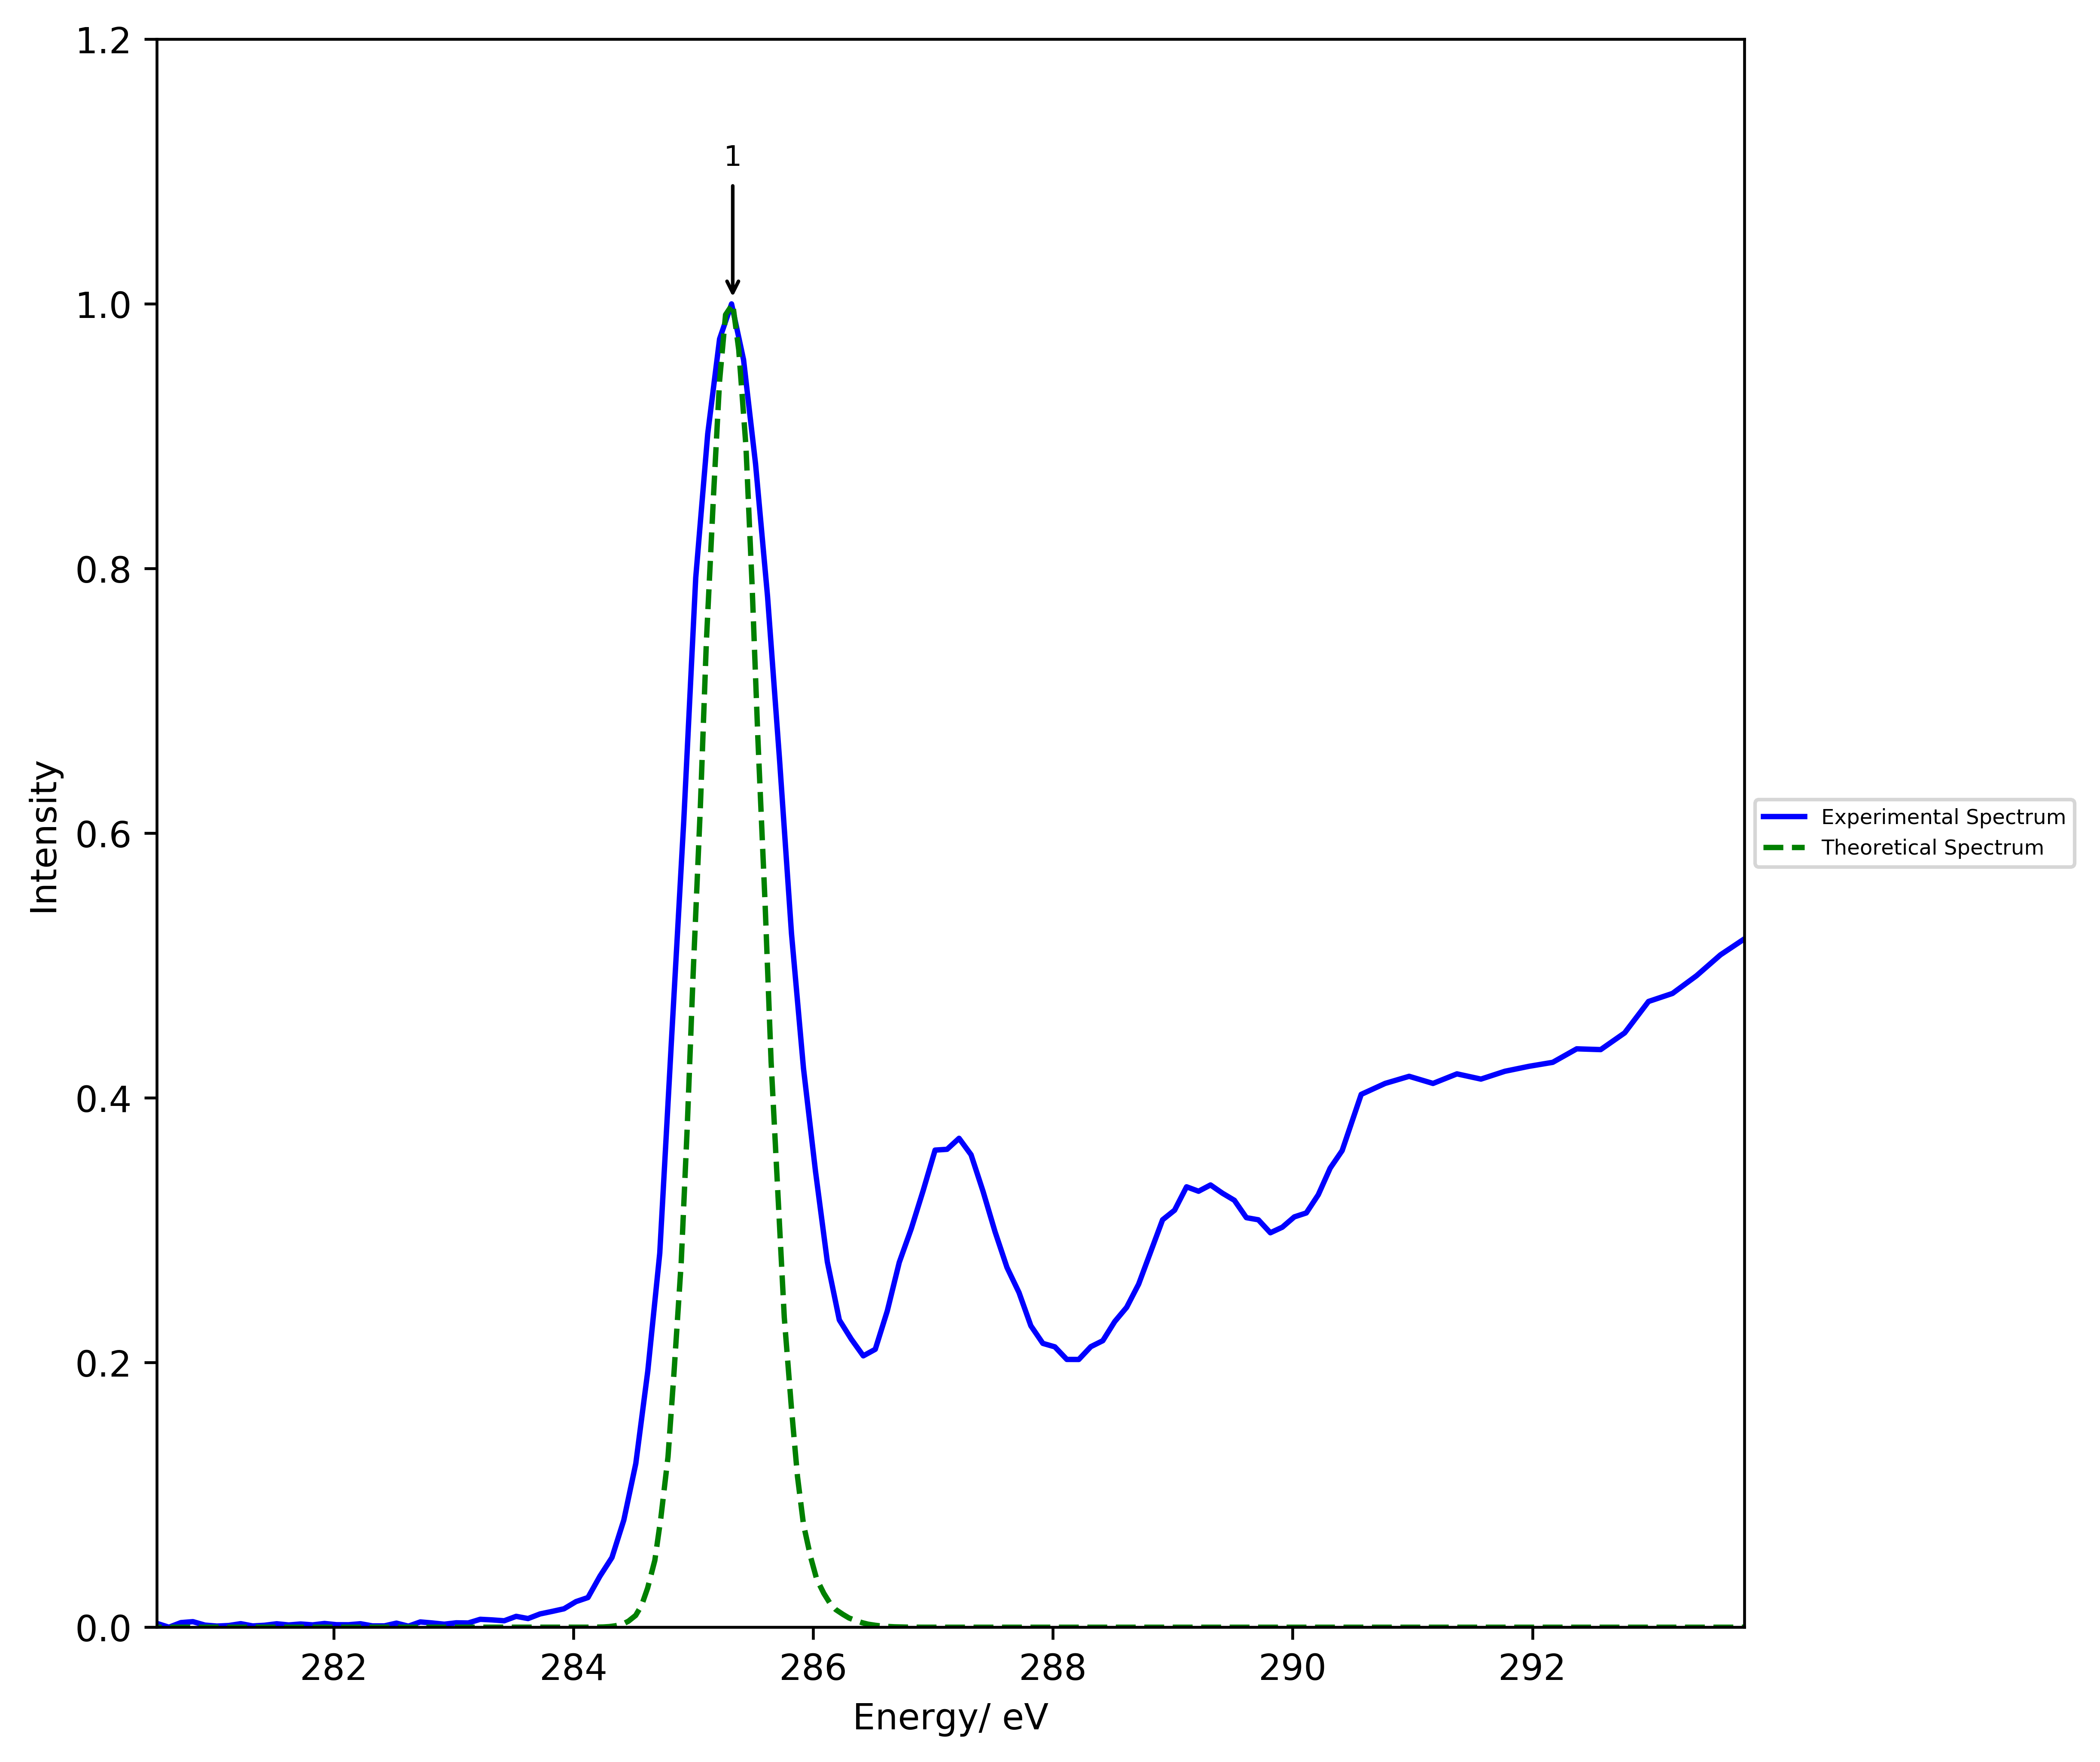 1.2
1
1.0
0.8
0.6
0.4
0.2
0.0
Intensity
282 284 286 288 290 292
Energy/ eV
Experimental Spectrum
Theoretical Spectrum